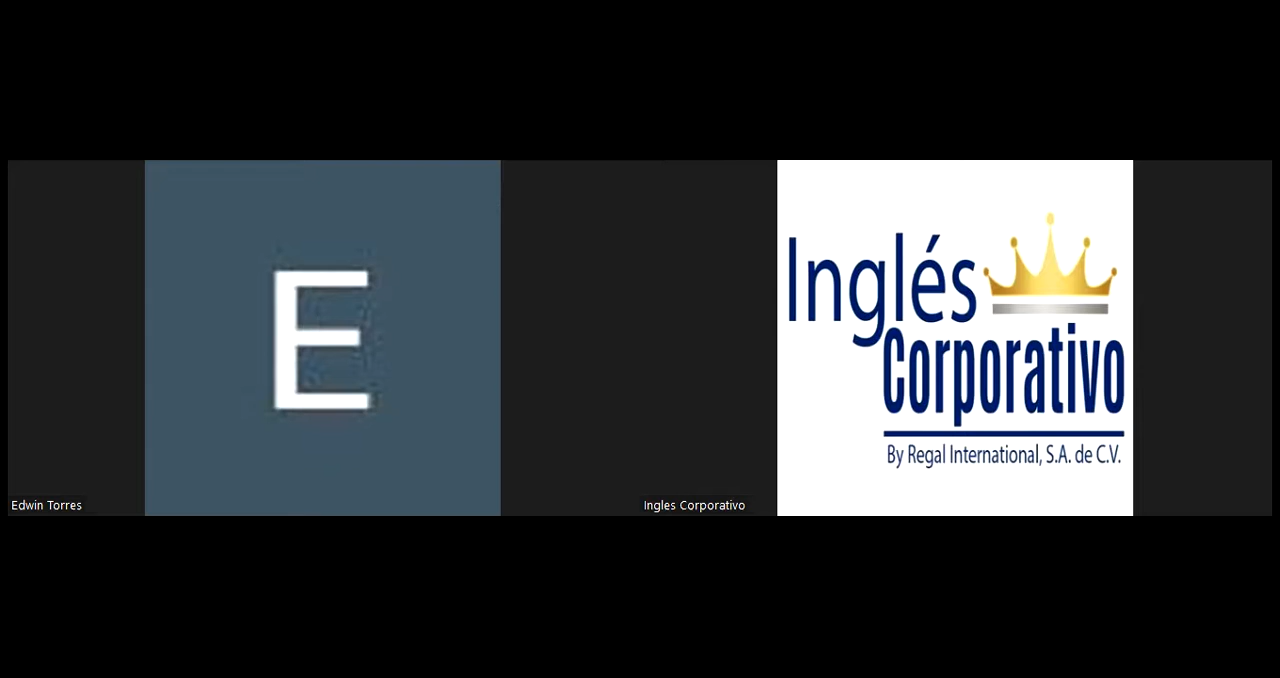 E
Edwin Torres
Inglés
Corporativo
By Regal International, S.A. de C.V.
Ingles Corporativo